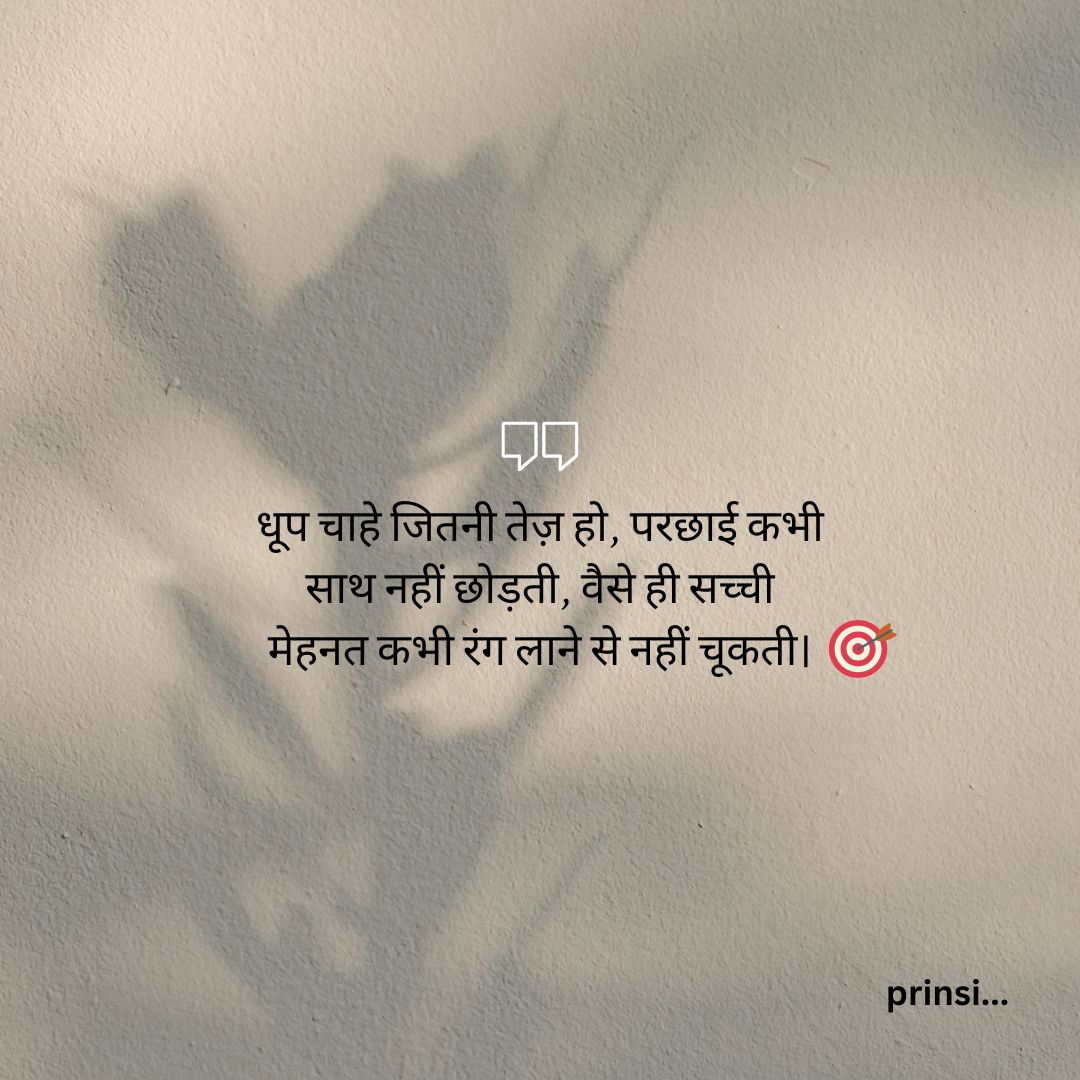 धूप चाहे जितनी तेज़ हो, परछाई कभी
साथ नहीं छोड़ती, वैसे ही सच्ची
मेहनत कभी रंग लाने से नहीं चूकती। 🎯
prinsi...